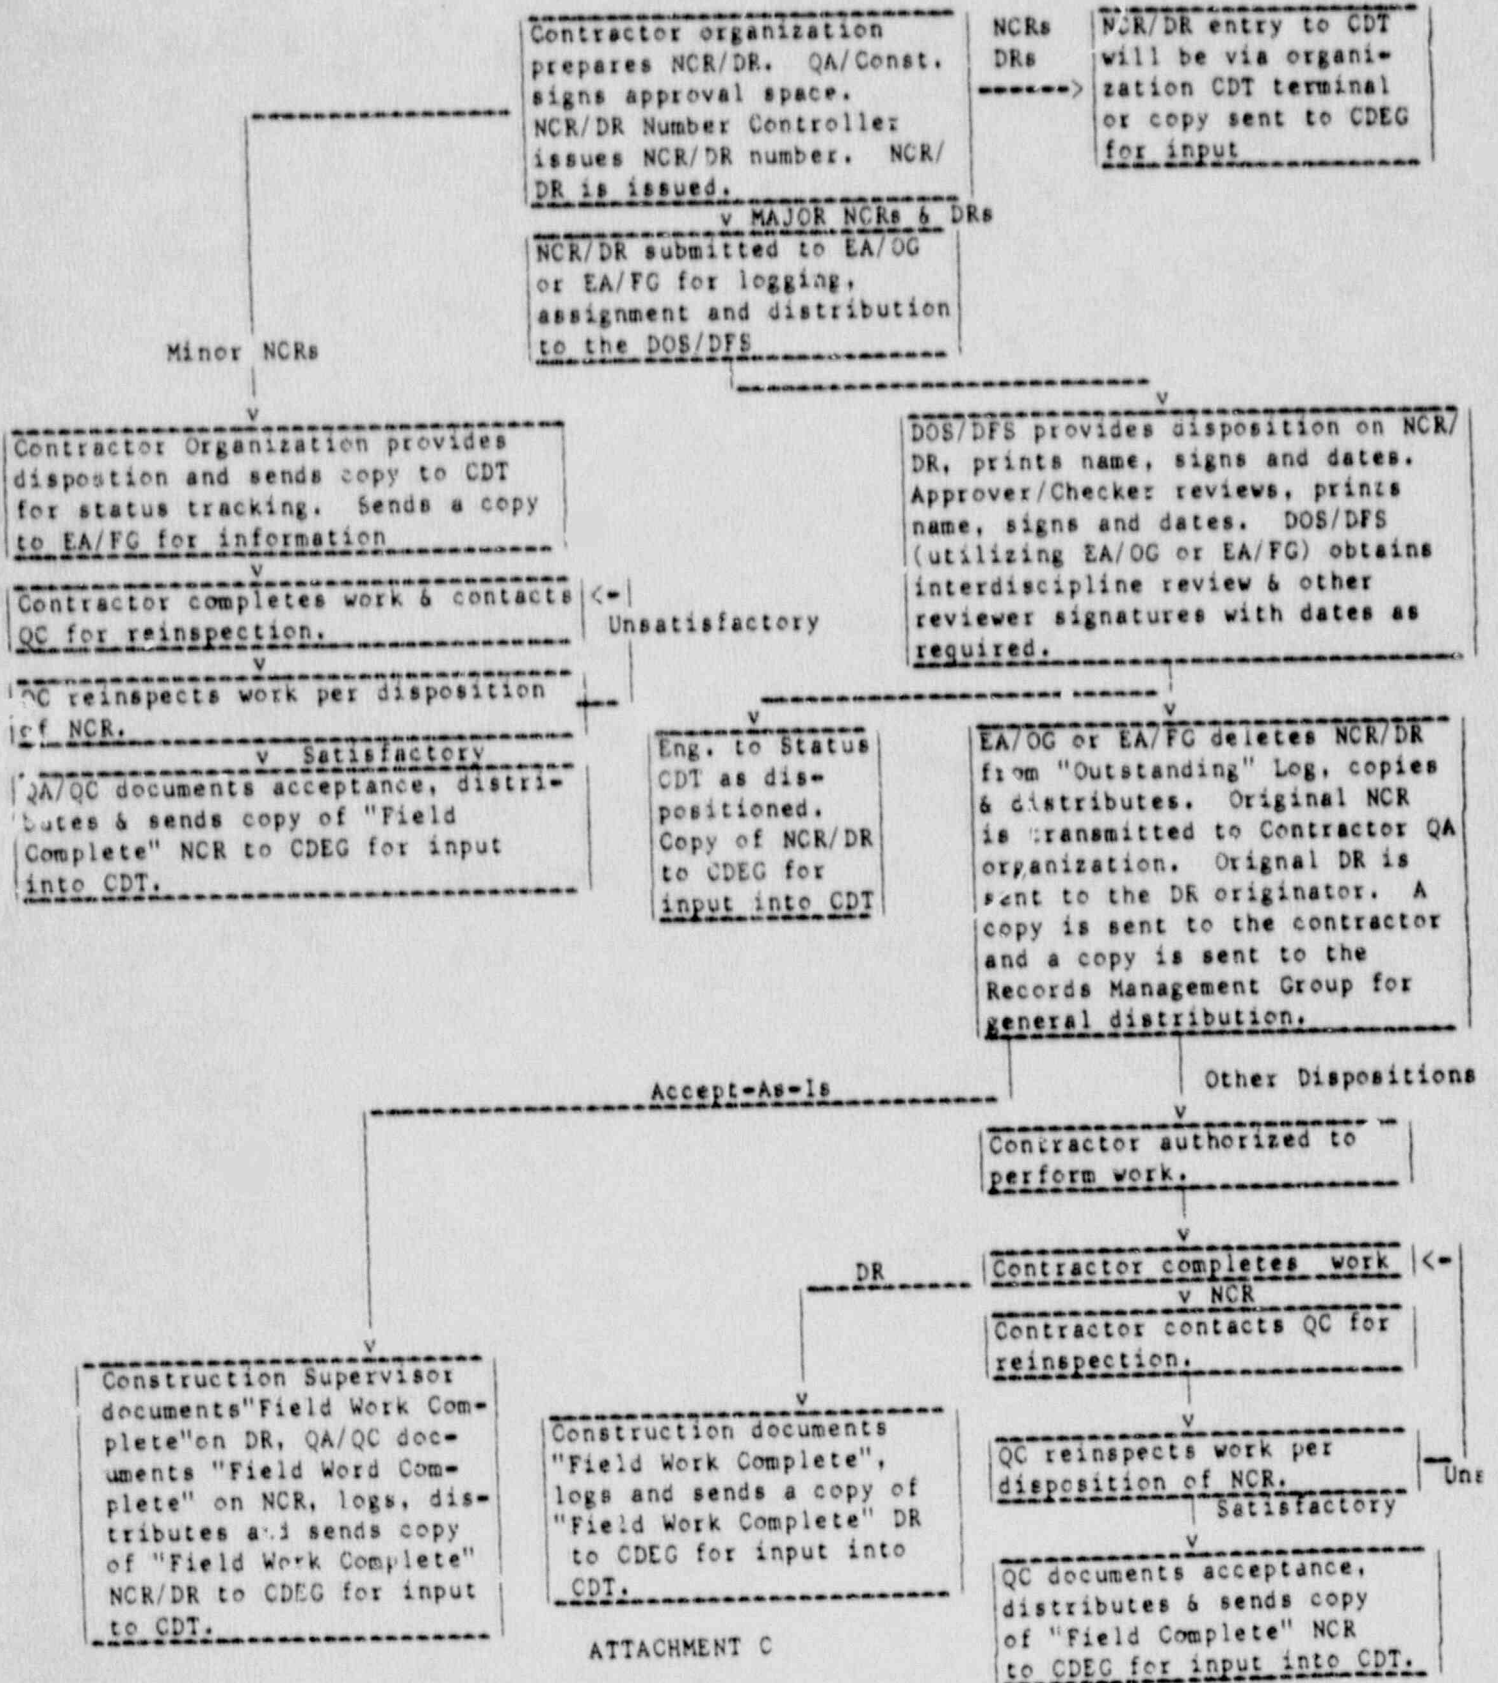 Contractor organization
prepares NCR/DR. QA/Const.
signs approval space.
NCR/DR Number Controller
issues NCR/DR number. NCR/
DR is issued.
NCRs
DRs
NCR/DR entry to CDT
will be via organi-
zation CDT terminal
or copy sent to CDEG
for input
v MAJOR NCRs & DRs
NCR/DR submitted to EA/OG
or EA/FG for logging,
assignment and distribution
to the DOS/DFS
Minor NCRs
Contractor Organization provides
dispostion and sends copy to CDT
for status tracking. Sends a copy
to EA/FG for information
Contractor completes work & contacts
QC for reinspection.
Unsatisfactory
QC reinspects work per disposition
of NCR.
v Satisfactory
QA/QC documents acceptance, distri-
butes & sends copy of "Field
Complete" NCR to CDEG for input
into CDT.
DOS/DFS provides disposition on NCR/
DR, prints name, signs and dates.
Approver/Checker reviews, prints
name, signs and dates. DOS/DFS
(utilizing EA/OG or EA/FG) obtains
interdiscipline review & other
reviewer signatures with dates as
required.
Eng. to Status
CDT as dis-
positioned.
Copy of NCR/DR
to CDEG for
input into CDT
EA/OG or EA/FG deletes NCR/DR
from "Outstanding" Log, copies
& distributes. Original NCR
is transmitted to Contractor QA
organization. Orignal DR is
sent to the DR originator. A
copy is sent to the contractor
and a copy is sent to the
Records Management Group for
general distribution.
Accept-As-Is
Other Dispositions
Contractor authorized to
perform work.
DR
Contractor completes work
v NCR
Contractor contacts QC for
reinspection.
QC reinspects work per
disposition of NCR.
Uns
Satisfactory
QC documents acceptance,
distributes & sends copy
of "Field Complete" NCR
to CDEG for input into CDT.
Construction Supervisor
documents"Field Work Com-
plete"on DR, QA/QC doc-
uments "Field Word Com-
plete" on NCR, logs, dis-
tributes and sends copy
of "Field Work Complete"
NCR/DR to CDEG for input
to CDT.
Construction documents
"Field Work Complete",
logs and sends a copy of
"Field Work Complete" DR
to CDEG for input into
CDT.
ATTACHMENT C